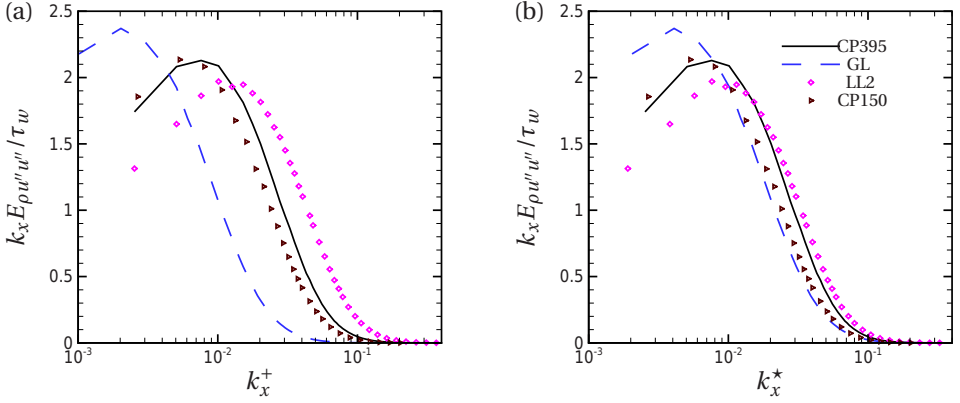 (a)
2.5
2
1.5
1
0.5
0
k_x E_{ρu''u''}/τ_w
10^{-3} 10^{-2} 10^{-1}
k_x^+
(b)
2.5
2
1.5
1
0.5
0
k_x E_{ρu''u''}/τ_w
CP395
GL
LL2
CP150
10^{-3} 10^{-2} 10^{-1}
k_x^⋆